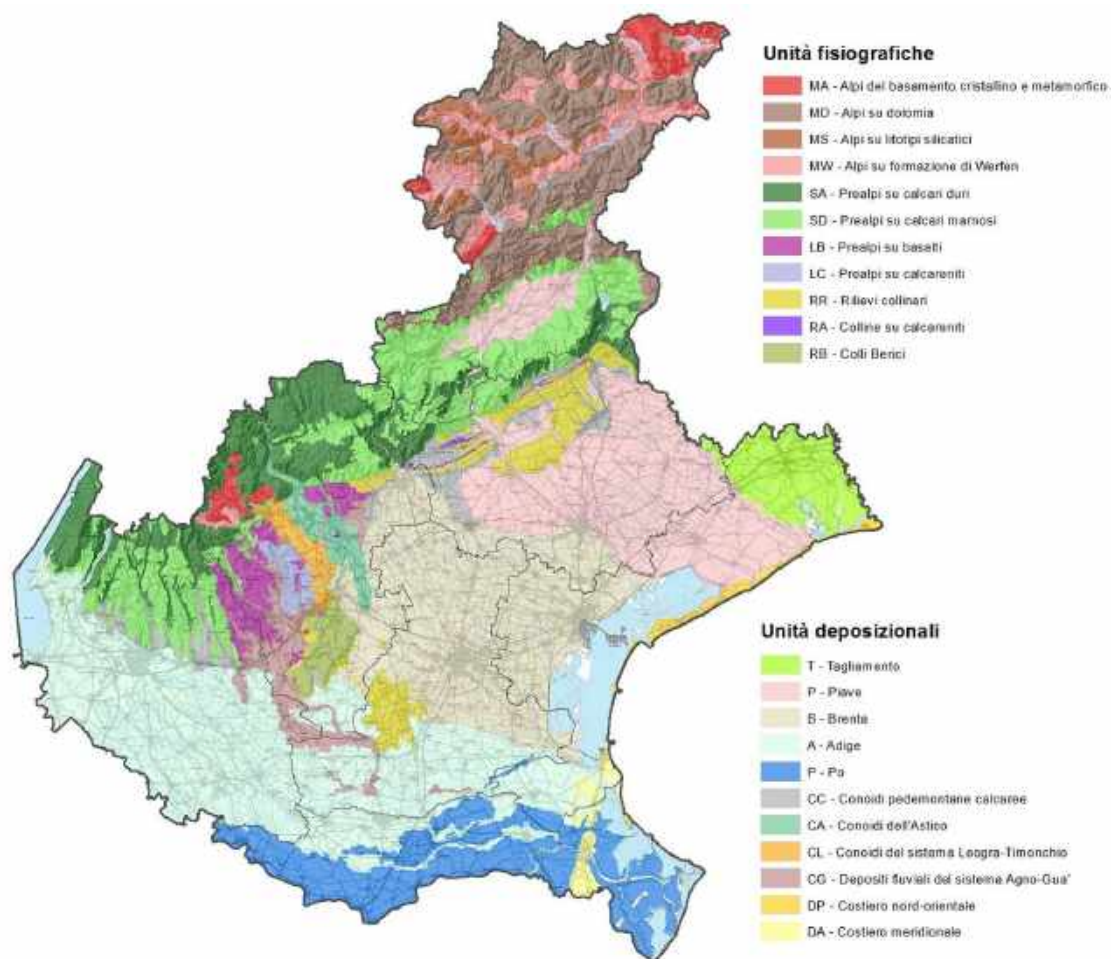 Unità fisiografiche
MA - Alpi del basamento cristallino e metamorfico
MD - Alpi su dolomia
MS - Alpi su litotipi silicatici
MW - Alpi su formazione di Werfen
SA - Prealpi su calcari duri
SD - Prealpi su calcari marnosi
LB - Prealpi su basalti
LC - Prealpi su calcareniti
RR - Rilievi collinari
RA - Colline su calcareniti
RB - Colli Berici
Unità deposizionali
T - Tagliamento
P - Piave
B - Brenta
A - Adige
P - Po
CC - Conoidi pedemontane calcaree
CA - Conoidi dell'Astico
CL - Conoidi del sistema Leogra-Timonchio
CG - Depositi fluviali del sistema Agno-Gua'
DP - Costiero nord-orientale
DA - Costiero meridionale